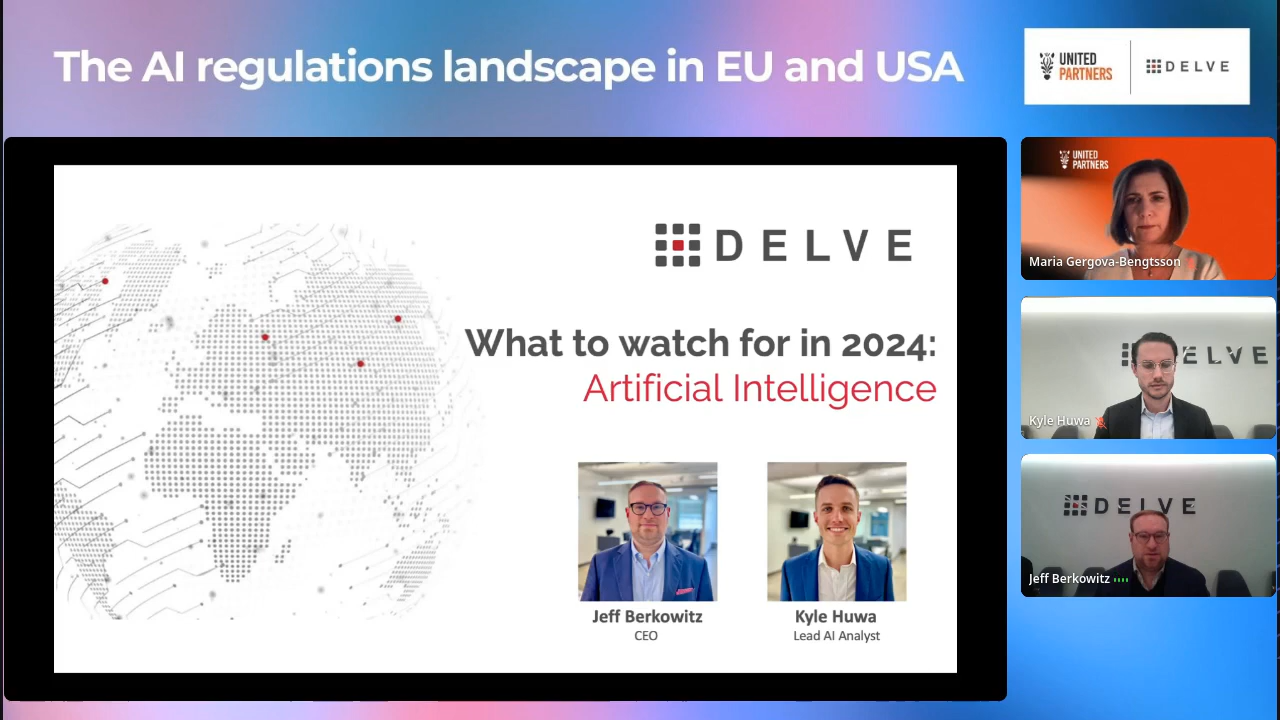 The AI regulations landscape in EU and USA
UNITED
PARTNERS
DELVE
DELVE
What to watch for in 2024:
Artificial Intelligence
Jeff Berkowitz
CEO
Kyle Huwa
Lead AI Analyst
UNITED
PARTNERS
Maria Gergova-Bengtsson
ELVE
Kyle Huwa
DELVE
Jeff Berkowitz